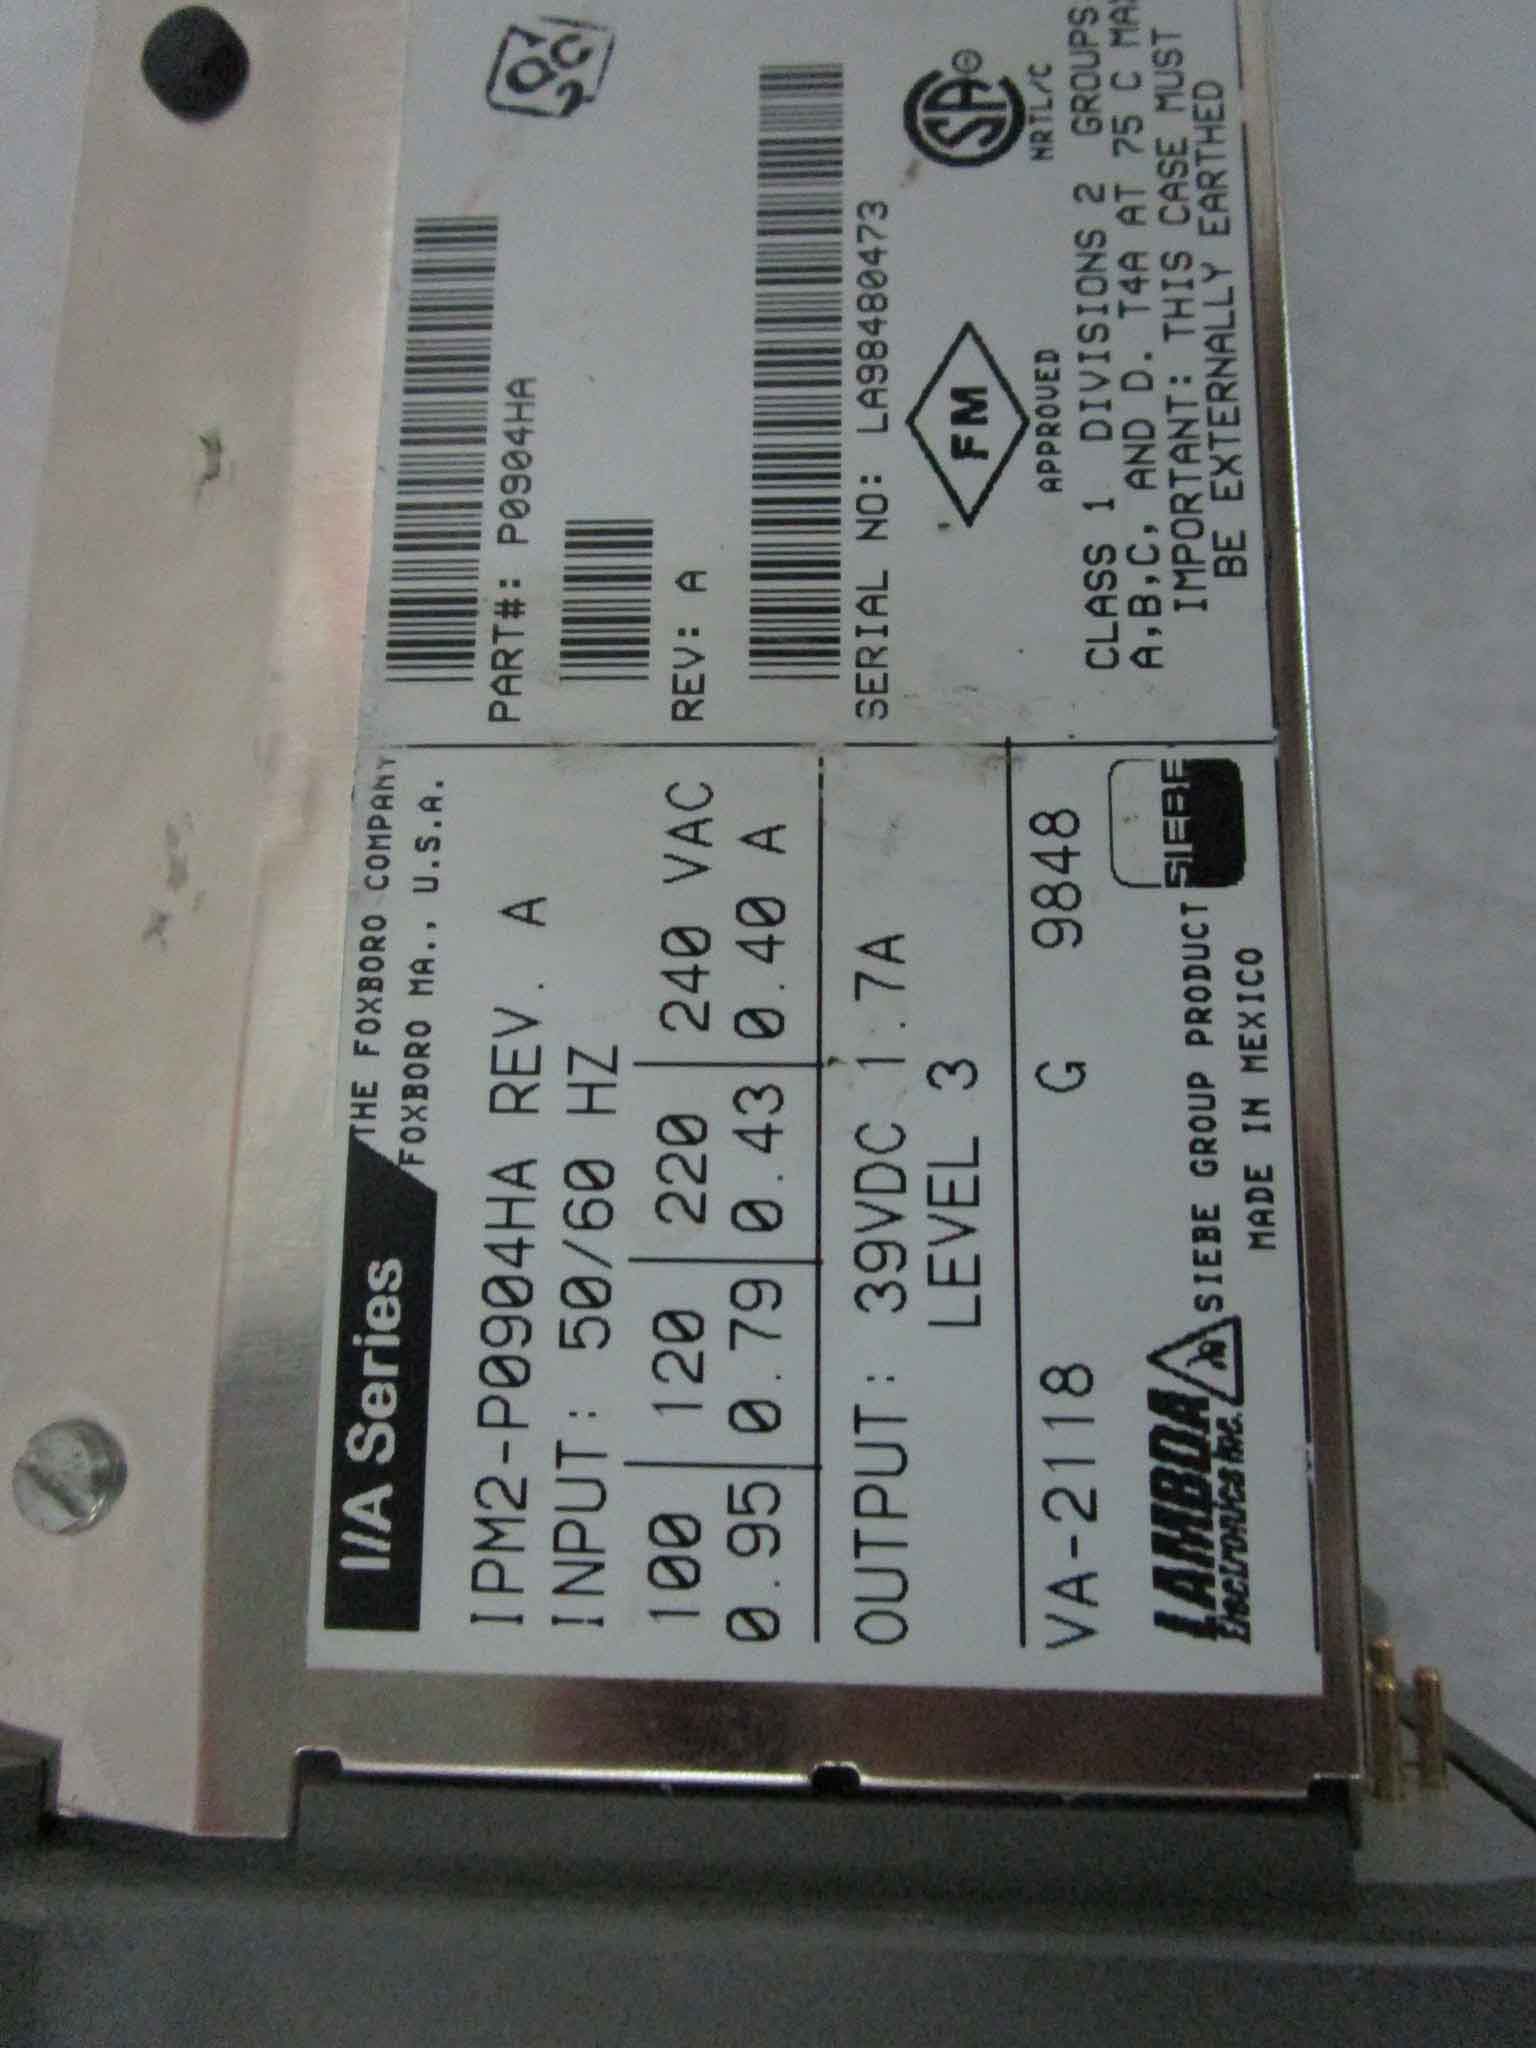 I/A Series
THE FOXBORO COMPANY
FOXBORO MA., U.S.A.
IPM2-P0904HA REV. A
INPUT: 50/60 HZ
100 120 220 240 VAC
0.95 0.79 0.43 0.40 A
OUTPUT: 39VDC 1.7A
LEVEL 3
VA-2118 G 9848
LAMBDA
Electronics Inc.
SIEBE GROUP PRODUCT
SIEBE
MADE IN MEXICO
PART#: P0904HA
REV: A
SERIAL NO: LA98480473
FM
APPROVED
SA
NRTL/C
CLASS 1 DIVISIONS 2 GROUPS
A,B,C, AND D. T4A AT 75 C
IMPORTANT: THIS CASE MUST
BE EXTERNALLY EARTHED